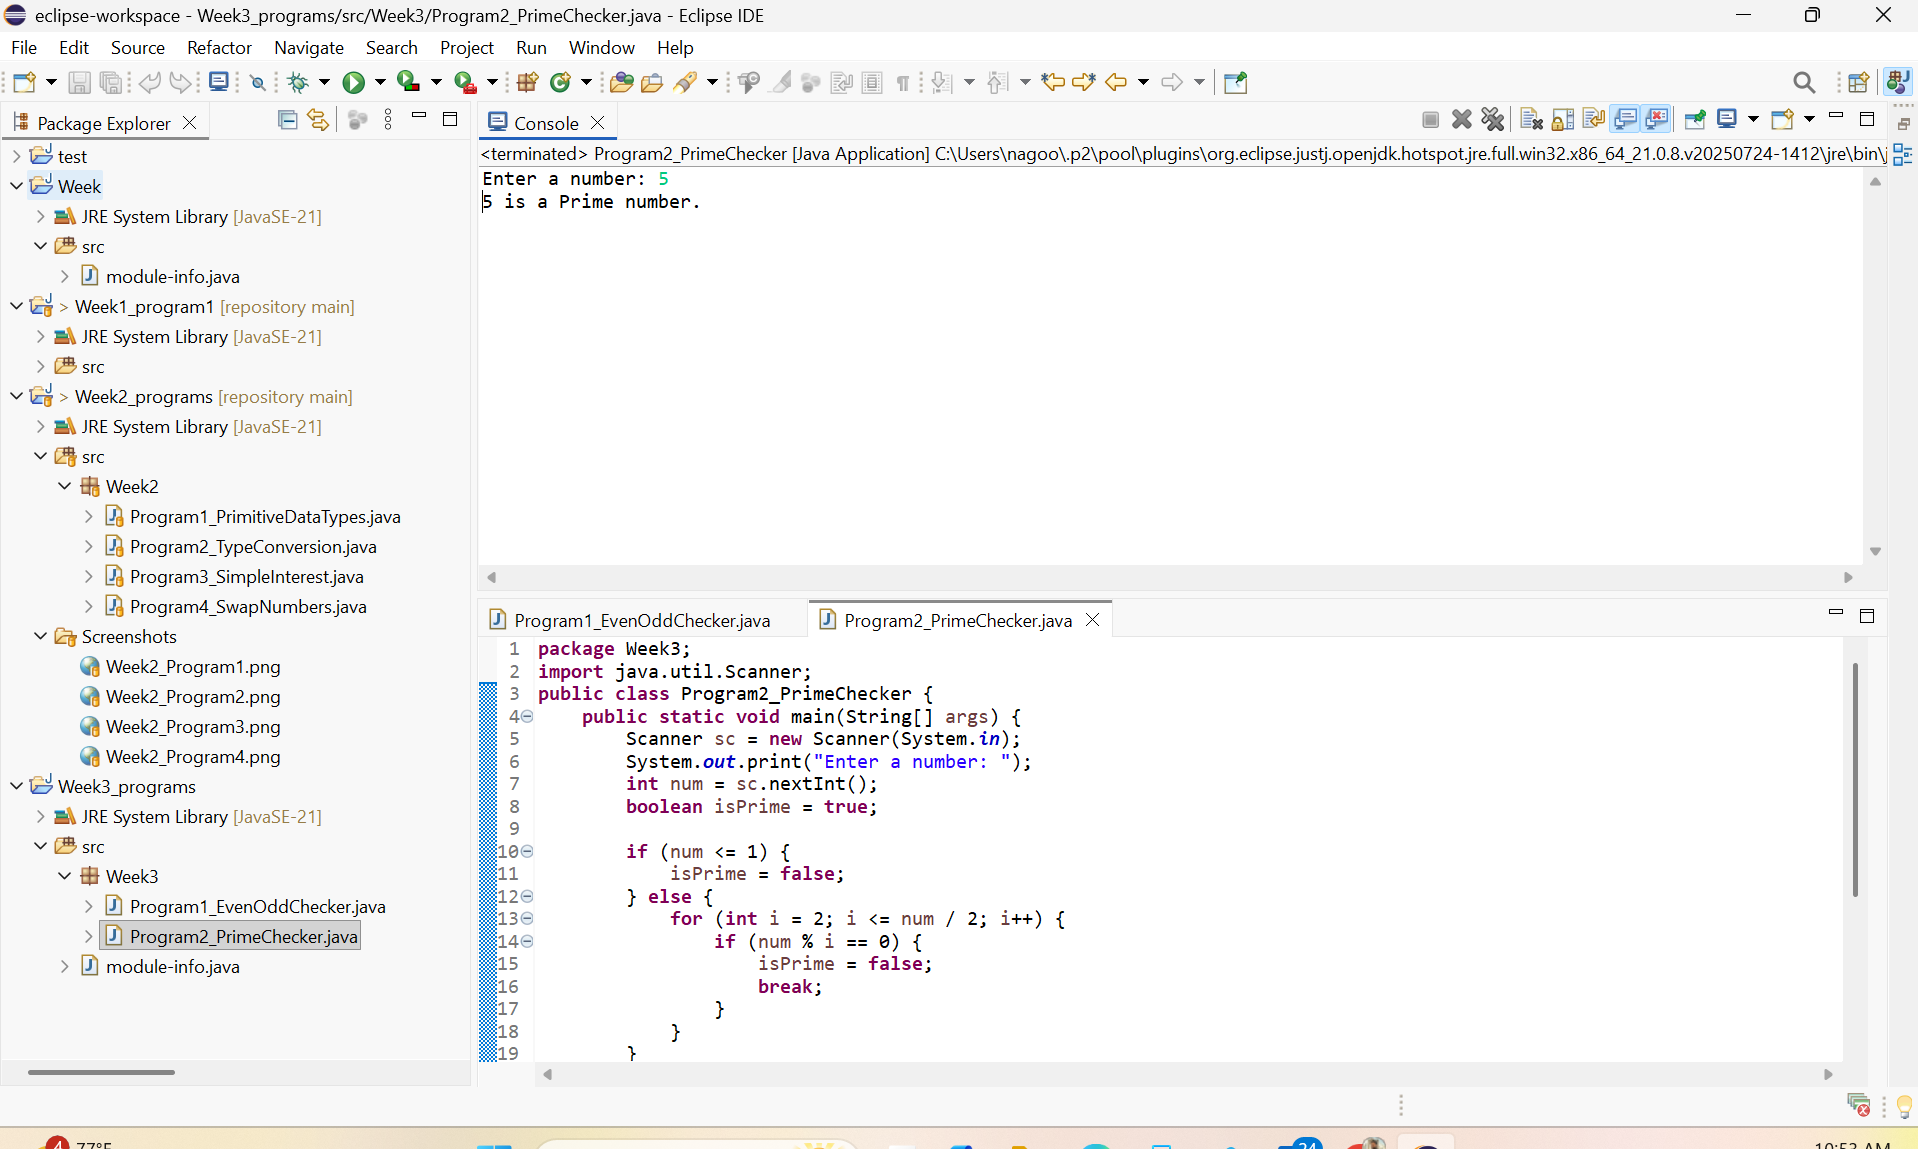 eclipse-workspace - Week3_programs/src/Week3/Program2_PrimeChecker.java - Eclipse IDE
File Edit Source Refactor Navigate Search Project Run Window Help
Package Explorer
test
Week
JRE System Library [JavaSE-21]
src
module-info.java
> Week1_program1 [repository main]
JRE System Library [JavaSE-21]
src
> Week2_programs [repository main]
JRE System Library [JavaSE-21]
src
Week2
Program1_PrimitiveDataTypes.java
Program2_TypeConversion.java
Program3_SimpleInterest.java
Program4_SwapNumbers.java
Screenshots
Week2_Program1.png
Week2_Program2.png
Week2_Program3.png
Week2_Program4.png
Week3_programs
JRE System Library [JavaSE-21]
src
Week3
Program1_EvenOddChecker.java
Program2_PrimeChecker.java
module-info.java
Console
<terminated> Program2_PrimeChecker [Java Application] C:\Users\nagoo\.p2\pool\plugins\org.eclipse.justj.openjdk.hotspot.jre.full.win32.x86_64_21.0.8.v20250724-1412\jre\bin\j
Enter a number: 5
5 is a Prime number.
Program1_EvenOddChecker.java Program2_PrimeChecker.java
1 package Week3;
2 import java.util.Scanner;
3 public class Program2_PrimeChecker {
4 public static void main(String[] args) {
5 Scanner sc = new Scanner(System.in);
6 System.out.print("Enter a number: ");
7 int num = sc.nextInt();
8 boolean isPrime = true;
9
10 if (num <= 1) {
11 isPrime = false;
12 } else {
13 for (int i = 2; i <= num / 2; i++) {
14 if (num % i == 0) {
15 isPrime = false;
16 break;
17 }
18 }
19 }
4 77°F
24
10:53 AM